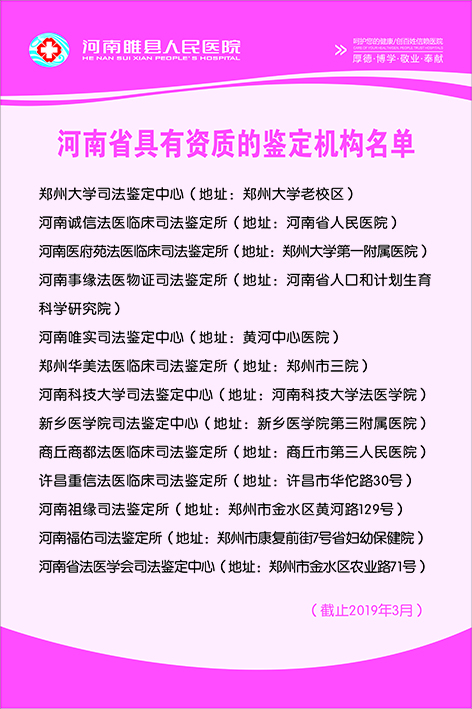 河南睢县人民医院
HE NAN SUI XIAN PEOPLE'S HOSPITAL
呵护您的健康/创百姓信赖医院
CARE OF YOUR HEALTH/CIVIL PEOPLE TRUST HOSPITALS
厚德·博学·敬业·奉献
河南省具有资质的鉴定机构名单
郑州大学司法鉴定中心（地址：郑州大学老校区）
河南诚信法医临床司法鉴定所（地址：河南省人民医院）
河南医府苑法医临床司法鉴定所（地址：郑州大学第一附属医院）
河南事缘法医物证司法鉴定所（地址：河南省人口和计划生育
科学研究院）
河南唯实司法鉴定中心（地址：黄河中心医院）
郑州华美法医临床司法鉴定所（地址：郑州市三院）
河南科技大学司法鉴定中心（地址：河南科技大学法医学院）
新乡医学院司法鉴定中心（地址：新乡医学院第三附属医院）
商丘商都法医临床司法鉴定所（地址：商丘市第三人民医院）
许昌重信法医临床司法鉴定所（地址：许昌市华佗路30号）
河南祖缘司法鉴定所（地址：郑州市金水区黄河路129号）
河南福佑司法鉴定所（地址：郑州市康复前街7号省妇幼保健院）
河南省法医学会司法鉴定中心（地址：郑州市金水区农业路71号）
（截止2019年3月）